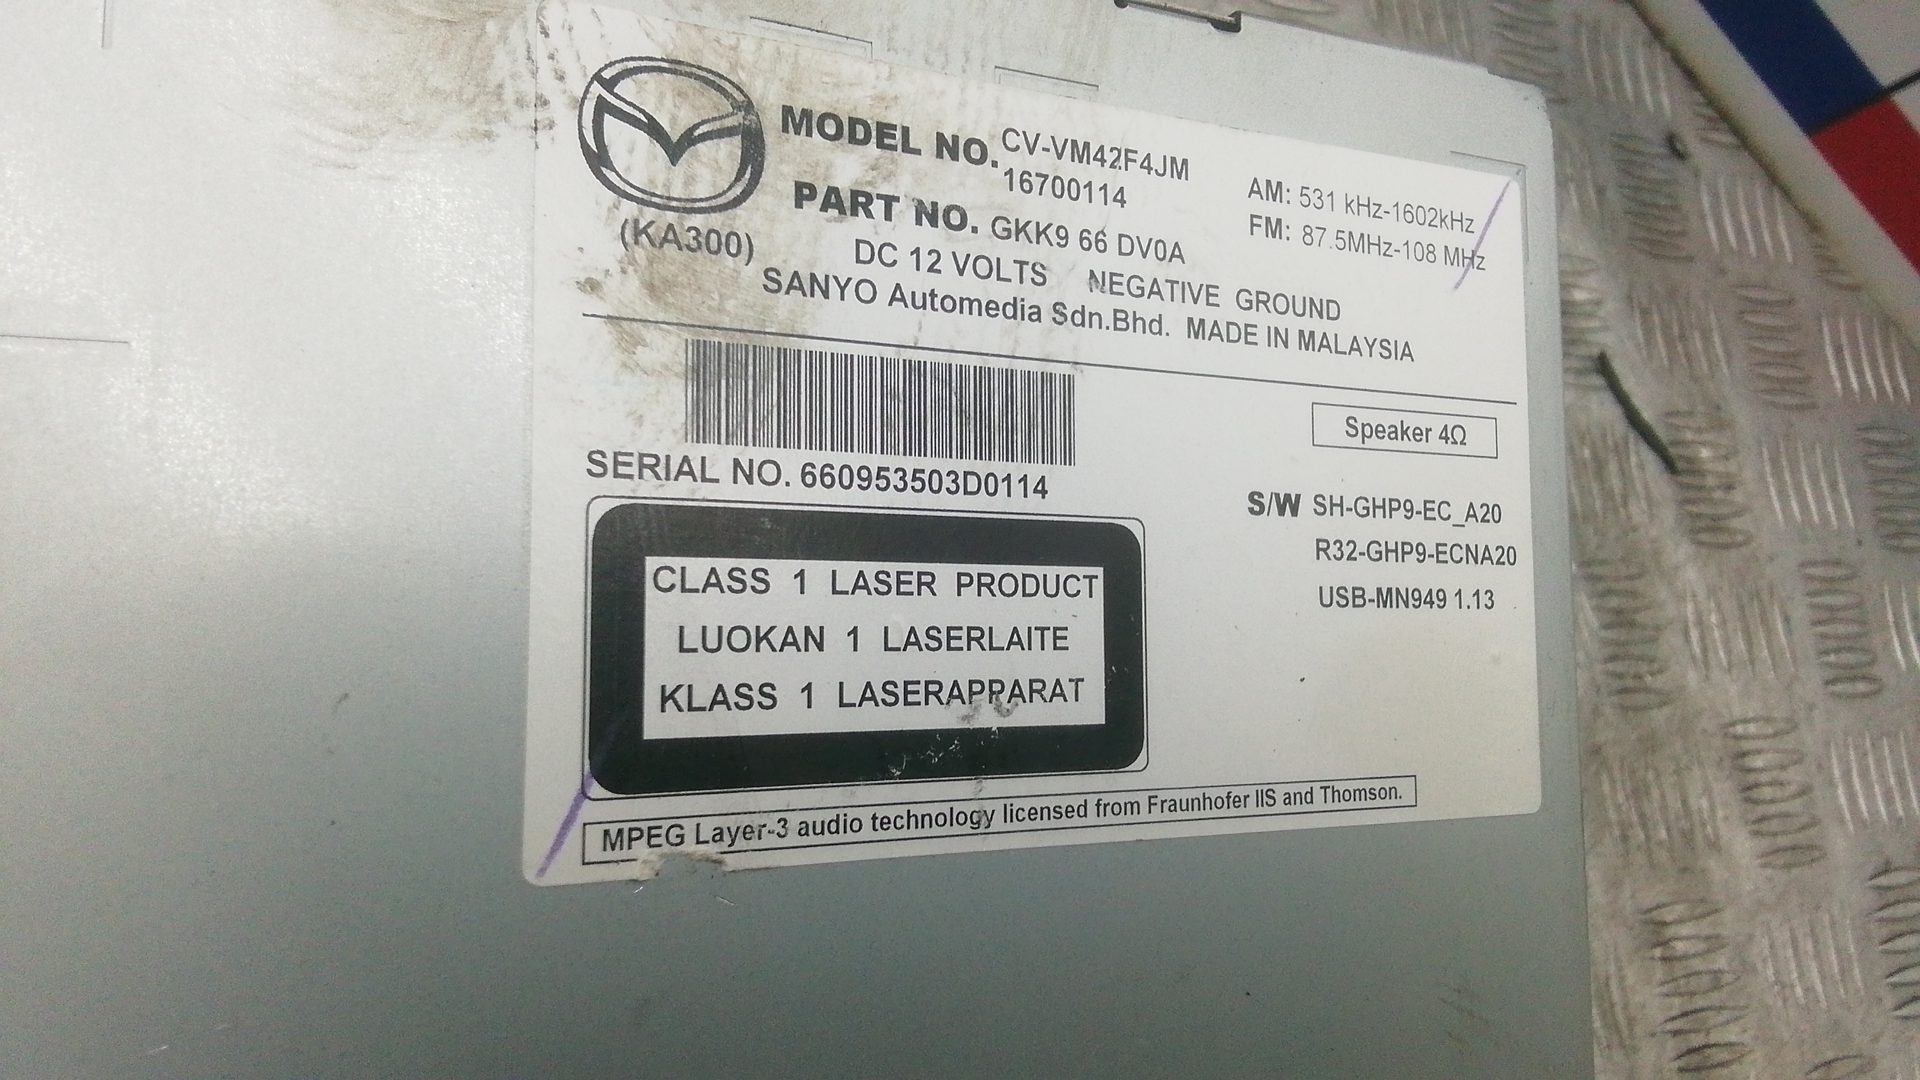 MODEL NO. CV-VM42F4JM
16700114
PART NO. GKK9 66 DV0A
(KA300)
DC 12 VOLTS NEGATIVE GROUND
SANYO Automedia Sdn.Bhd. MADE IN MALAYSIA
AM: 531 kHz-1602kHz
FM: 87.5MHz-108 MHz
SERIAL NO. 660953503D0114
Speaker 4Ω
S/W SH-GHP9-EC_A20
R32-GHP9-ECNA20
USB-MN949 1.13
CLASS 1 LASER PRODUCT
LUOKAN 1 LASERLAITE
KLASS 1 LASERAPPARAT
MPEG Layer-3 audio technology licensed from Fraunhofer IIS and Thomson.